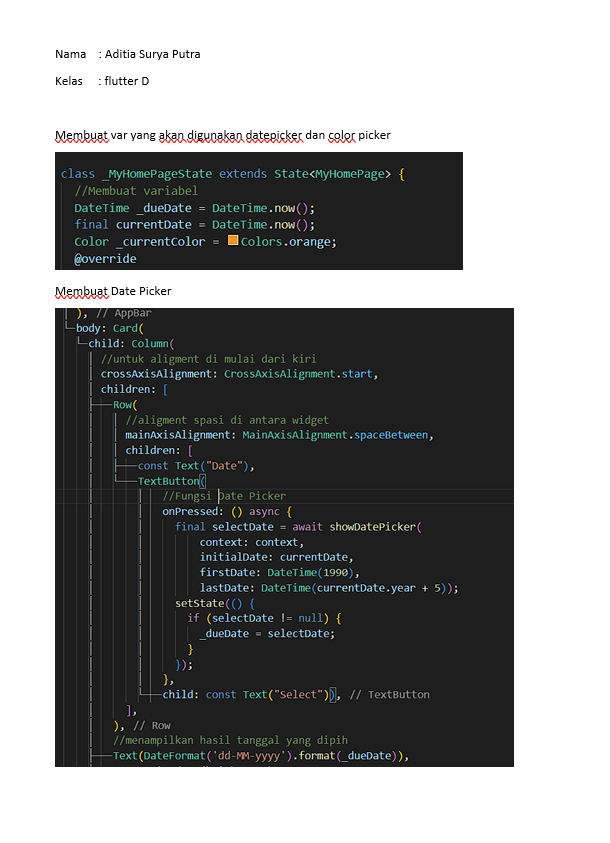 Nama : Aditia Surya Putra
Kelas : flutter D
Membuat var yang akan digunakan datepicker dan color picker
class _MyHomePageState extends State<MyHomePage> {
//Membuat variabel
DateTime _dueDate = DateTime.now();
final currentDate = DateTime.now();
Color _currentColor = Colors.orange;
@override
Membuat Date Picker
), // AppBar
body: Card(
child: Column(
//untuk aligment di mulai dari kiri
crossAxisAlignment: CrossAxisAlignment.start,
children: [
Row(
//aligment spasi di antara widget
mainAxisAlignment: MainAxisAlignment.spaceBetween,
children: [
const Text("Date"),
TextButton(
//Fungsi Date Picker
onPressed: () async {
final selectDate = await showDatePicker(
context: context,
initialDate: currentDate,
firstDate: DateTime(1990),
lastDate: DateTime(currentDate.year + 5));
setState(() {
if (selectDate != null) {
_dueDate = selectDate;
}
});
},
child: const Text("Select")), // TextButton
],
), // Row
//menampilkan hasil tanggal yang dipih
Text(DateFormat('dd-MM-yyyy').format(_dueDate)),